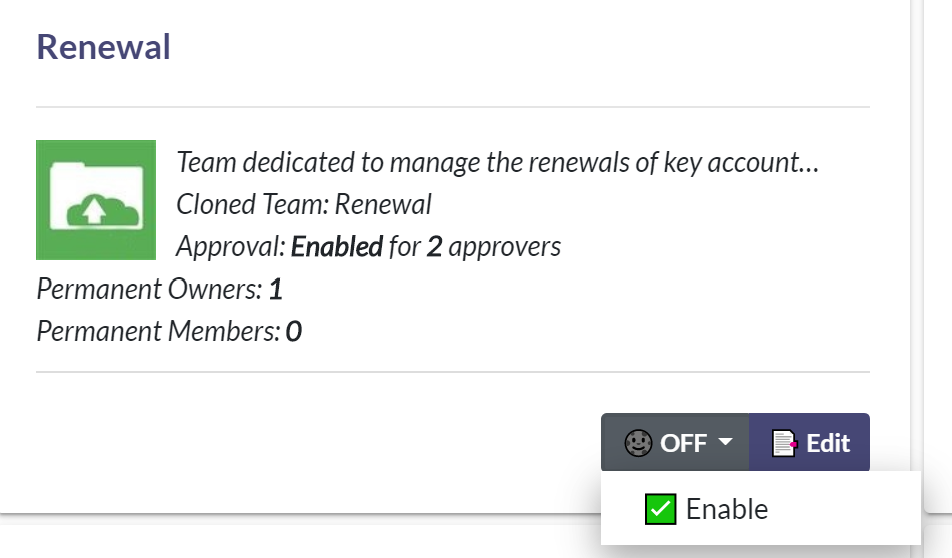 Renewal
Team dedicated to manage the renewals of key account...
Cloned Team: Renewal
Approval: Enabled for 2 approvers
Permanent Owners: 1
Permanent Members: 0
OFF Edit
Enable